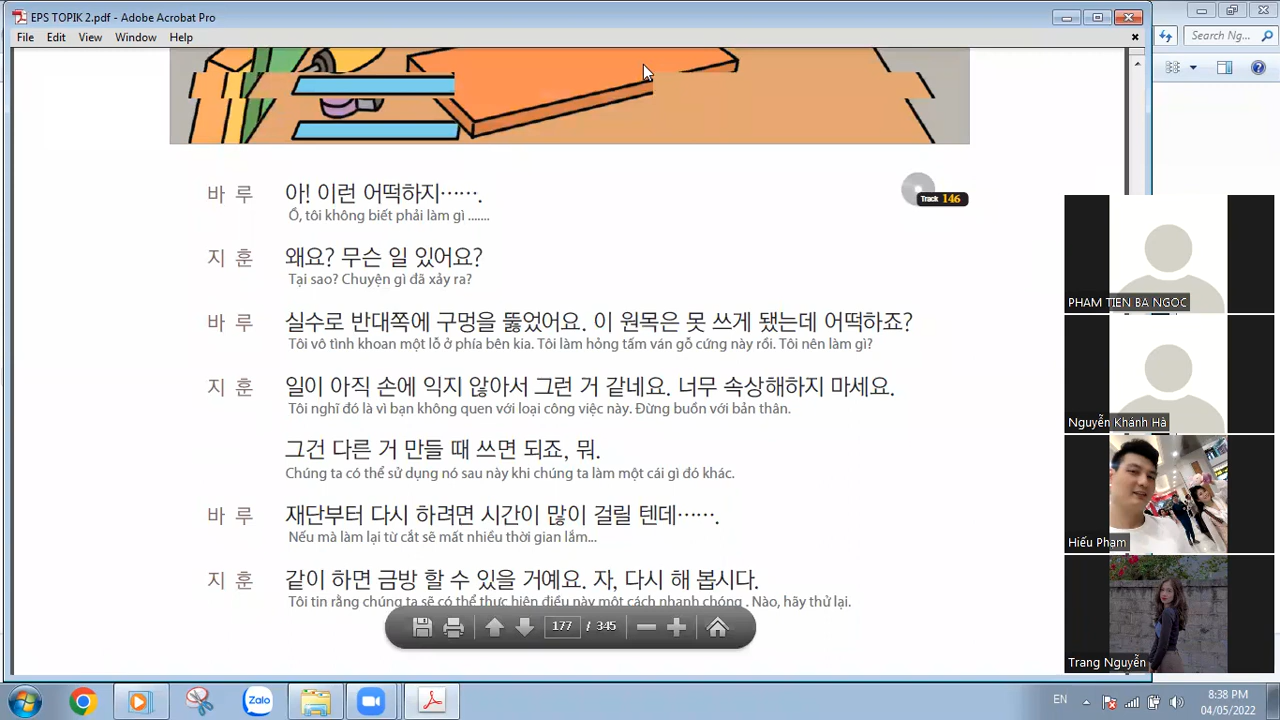 EPS TOPIK 2.pdf - Adobe Acrobat Pro
File Edit View Window Help
Search Ng...
바 루 아! 이런 어떡하지…….
Ồ, tôi không biết phải làm gì .......
Track 146
지 훈 왜요? 무슨 일 있어요?
Tại sao? Chuyện gì đã xảy ra?
바 루 실수로 반대쪽에 구멍을 뚫었어요. 이 원목은 못 쓰게 됐는데 어떡하죠?
Tôi vô tình khoan một lỗ ở phía bên kia. Tôi làm hỏng tấm ván gỗ cứng này rồi. Tôi nên làm gì?
지 훈 일이 아직 손에 익지 않아서 그런 거 같네요. 너무 속상해하지 마세요.
Tôi nghĩ đó là vì bạn không quen với loại công việc này. Đừng buồn với bản thân.
그건 다른 거 만들 때 쓰면 되죠, 뭐.
Chúng ta có thể sử dụng nó sau này khi chúng ta làm một cái gì đó khác.
바 루 재단부터 다시 하려면 시간이 많이 걸릴 텐데…….
Nếu mà làm lại từ cắt sẽ mất nhiều thời gian lắm...
지 훈 같이 하면 금방 할 수 있을 거예요. 자, 다시 해 봅시다.
Tôi tin rằng chúng ta sẽ có thể thực hiện điều này một cách nhanh chóng . Nào, hãy thử lại.
177 / 345
PHAM TIEN BA NGOC
Nguyễn Khánh Hà
Hiếu Phạm
Trang Nguyễn
Zalo
EN
8:38 PM
04/05/2022